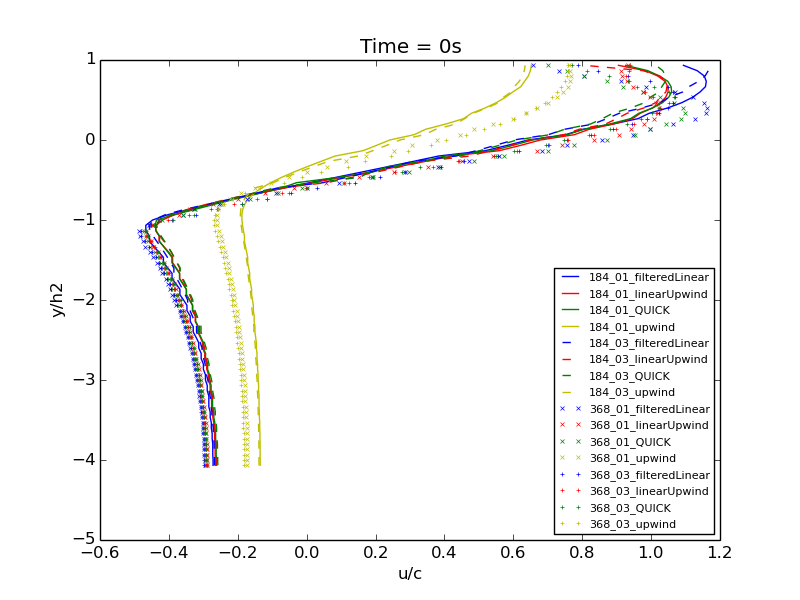 Time = 0s
1
0
−1
−2
−3
−4
−5
y/h2
−0.6 −0.4 −0.2 0.0 0.2 0.4 0.6 0.8 1.0 1.2
u/c
184_01_filteredLinear
184_01_linearUpwind
184_01_QUICK
184_01_upwind
184_03_filteredLinear
184_03_linearUpwind
184_03_QUICK
184_03_upwind
368_01_filteredLinear
368_01_linearUpwind
368_01_QUICK
368_01_upwind
368_03_filteredLinear
368_03_linearUpwind
368_03_QUICK
368_03_upwind